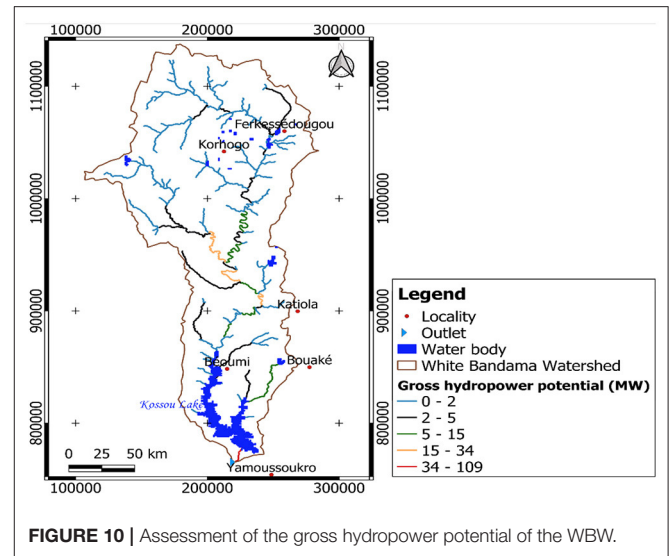 100000 200000 300000
N
1100000
1000000
900000
800000
1100000
1000000
900000
800000
Ferkessédougou
Korhogo
Katiola
Béoumi
Bouaké
Kossou Lake
Yamoussoukro
0 25 50 km
100000 200000 300000
Legend
Locality
Outlet
Water body
White Bandama Watershed
Gross hydropower potential (MW)
0 - 2
2 - 5
5 - 15
15 - 34
34 - 109
FIGURE 10 | Assessment of the gross hydropower potential of the WBW.